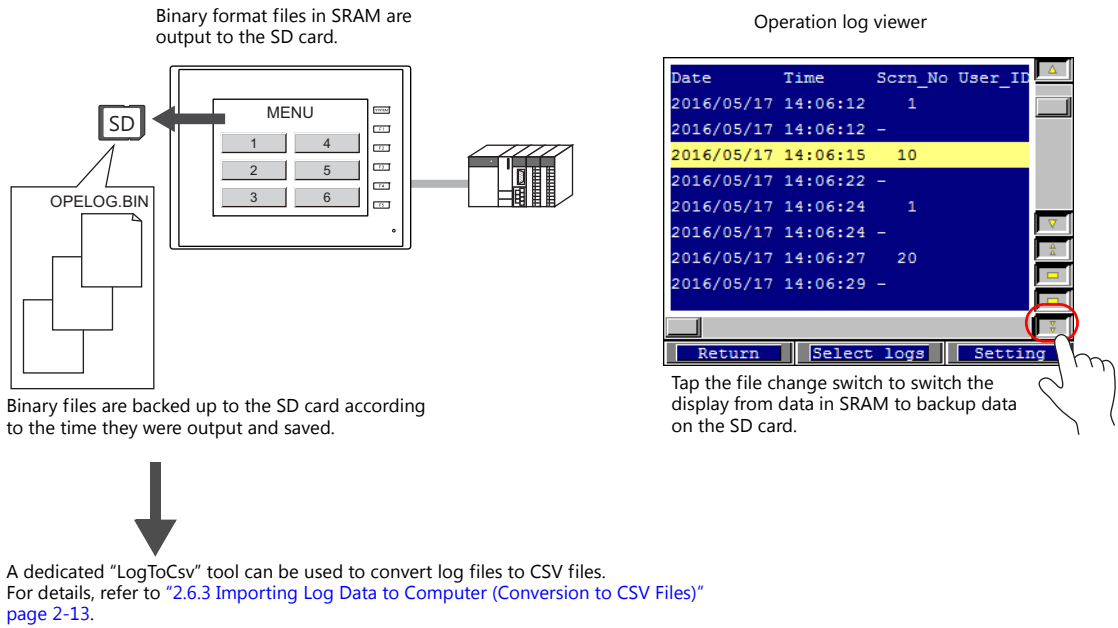 Binary format files in SRAM are
output to the SD card.
SD
OPELOG.BIN
MENU
1 4
2 5
3 6
SYSTEM
F1
F2
F3
F4
F5
Binary files are backed up to the SD card according
to the time they were output and saved.
Operation log viewer
Date Time Scrn_No User_ID
2016/05/17 14:06:12 1
2016/05/17 14:06:12 -
2016/05/17 14:06:15 10
2016/05/17 14:06:22 -
2016/05/17 14:06:24 1
2016/05/17 14:06:24 -
2016/05/17 14:06:27 20
2016/05/17 14:06:29 -
Return Select logs Setting
Tap the file change switch to switch the
display from data in SRAM to backup data
on the SD card.
A dedicated “LogToCsv” tool can be used to convert log files to CSV files.
For details, refer to “2.6.3 Importing Log Data to Computer (Conversion to CSV Files)”
page 2-13.